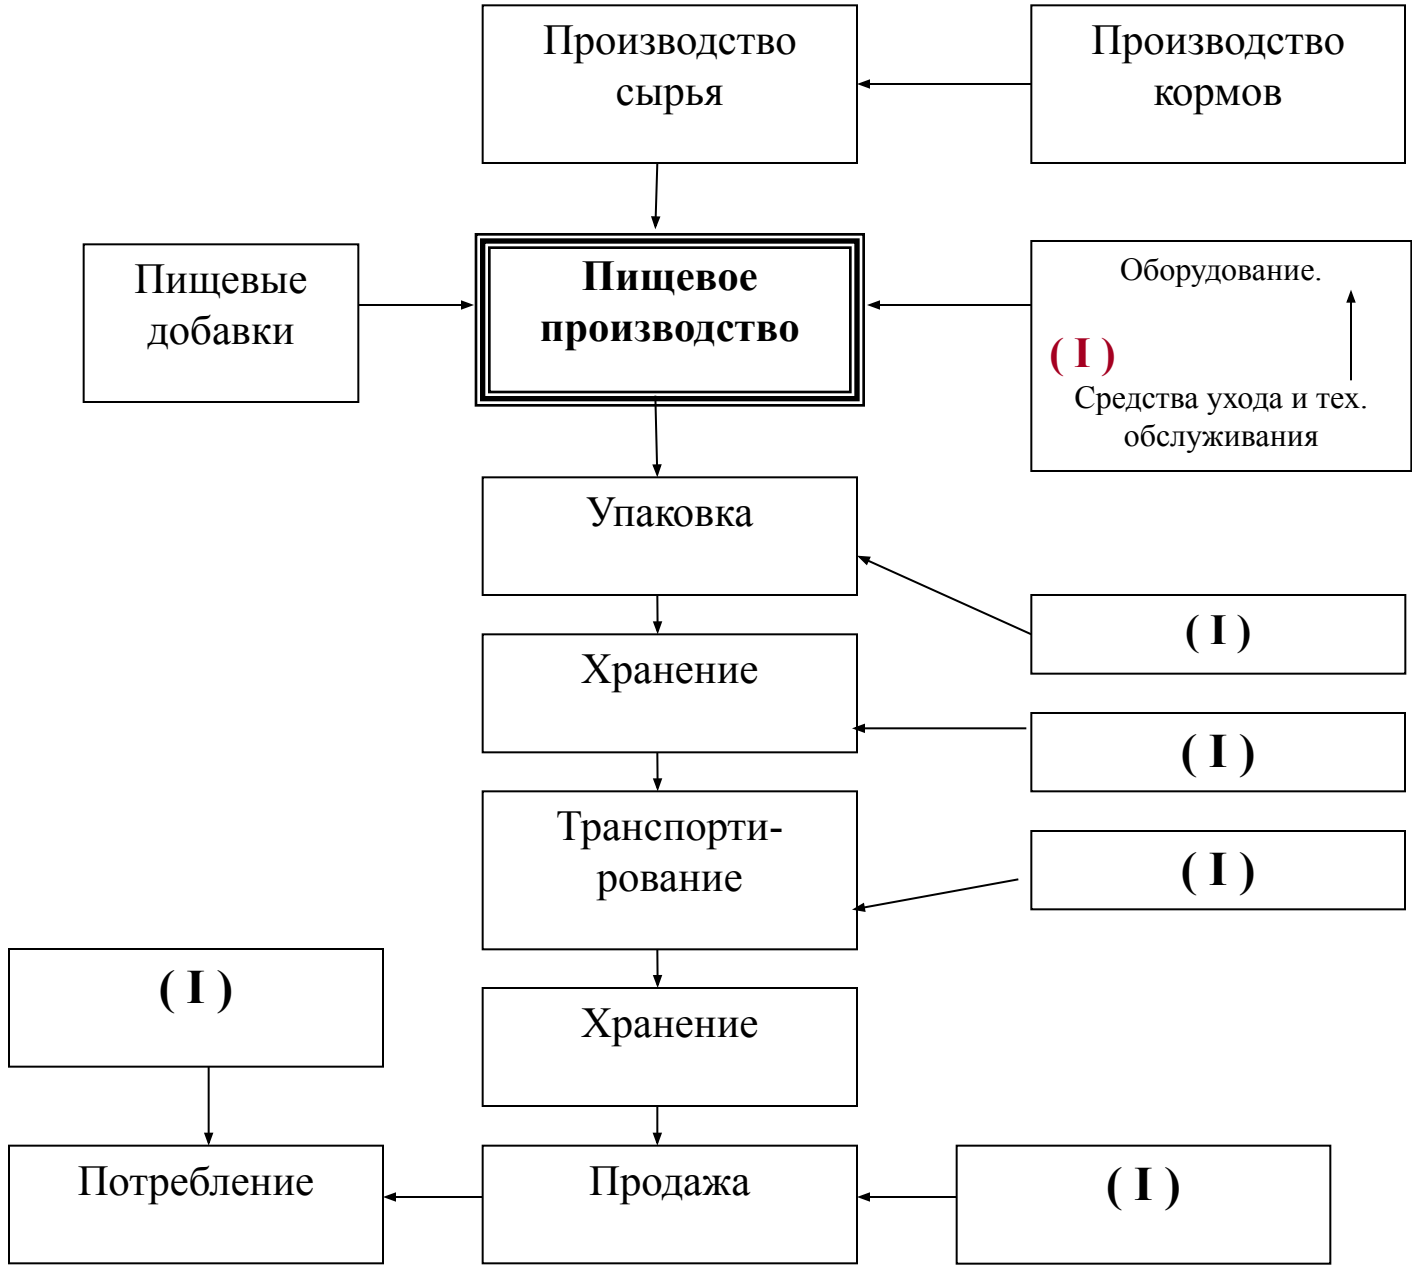 Производство
сырья
Производство
кормов
Пищевые
добавки
Пищевое
производство
Оборудование.
( I )
Средства ухода и тех.
обслуживания
Упаковка
( I )
Хранение
( I )
Транспорти-
рование
( I )
( I )
Хранение
Потребление
Продажа
( I )